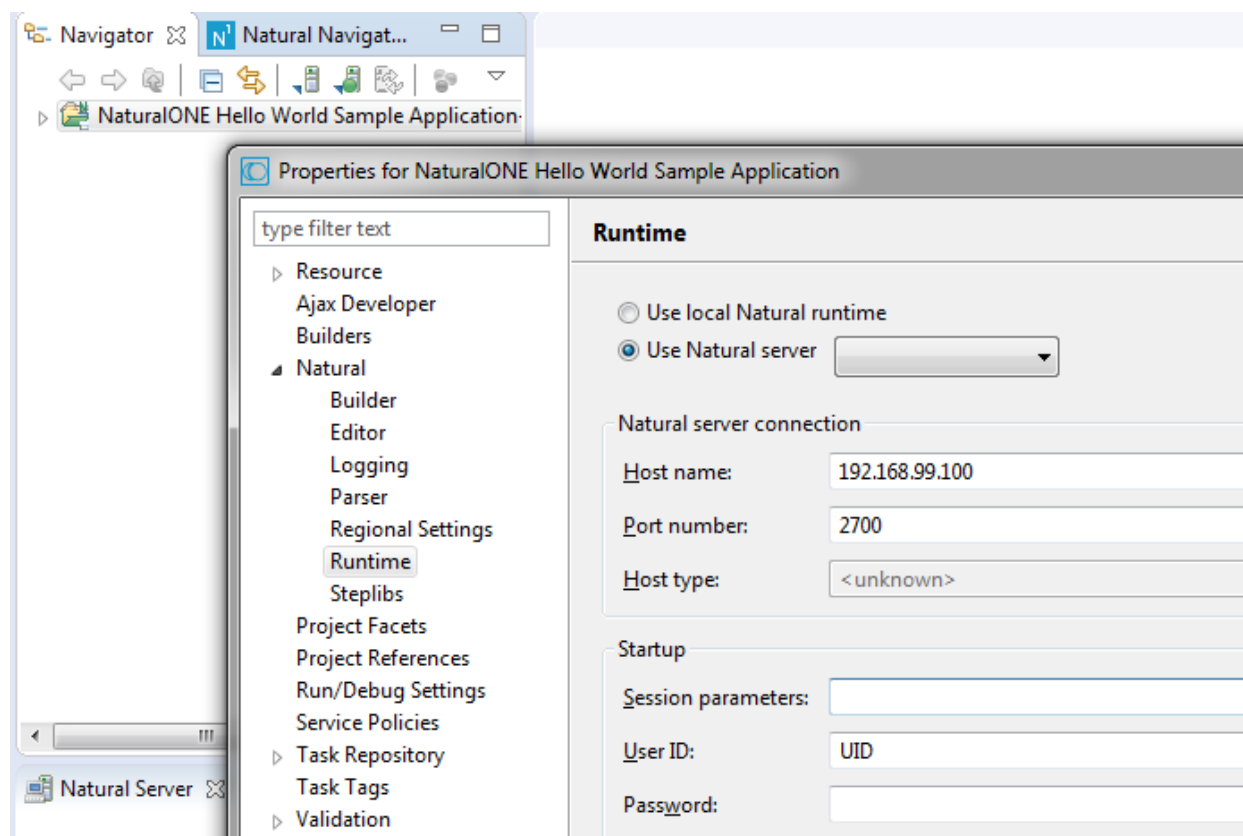 Navigator
Natural Navigat...
NaturalONE Hello World Sample Application
Properties for NaturalONE Hello World Sample Application
type filter text
Resource
Ajax Developer
Builders
Natural
Builder
Editor
Logging
Parser
Regional Settings
Runtime
Steplibs
Project Facets
Project References
Run/Debug Settings
Service Policies
Task Repository
Task Tags
Validation
Runtime
Use local Natural runtime
Use Natural server
Natural server connection
Host name: 192.168.99.100
Port number: 2700
Host type: <unknown>
Startup
Session parameters:
User ID: UID
Password:
Natural Server